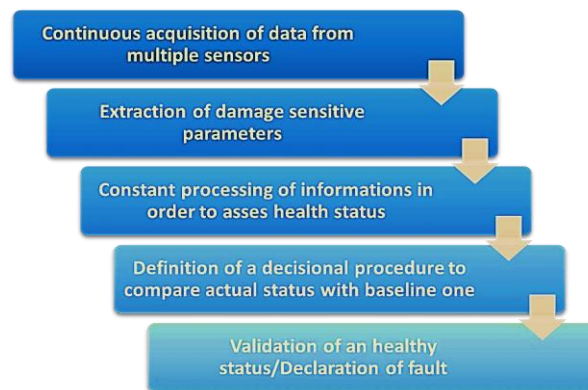 Continuous acquisition of data from
multiple sensors
Extraction of damage sensitive
parameters
Constant processing of informations in
order to asses health status
Definition of a decisional procedure to
compare actual status with baseline one
Validation of an healthy
status/Declaration of fault